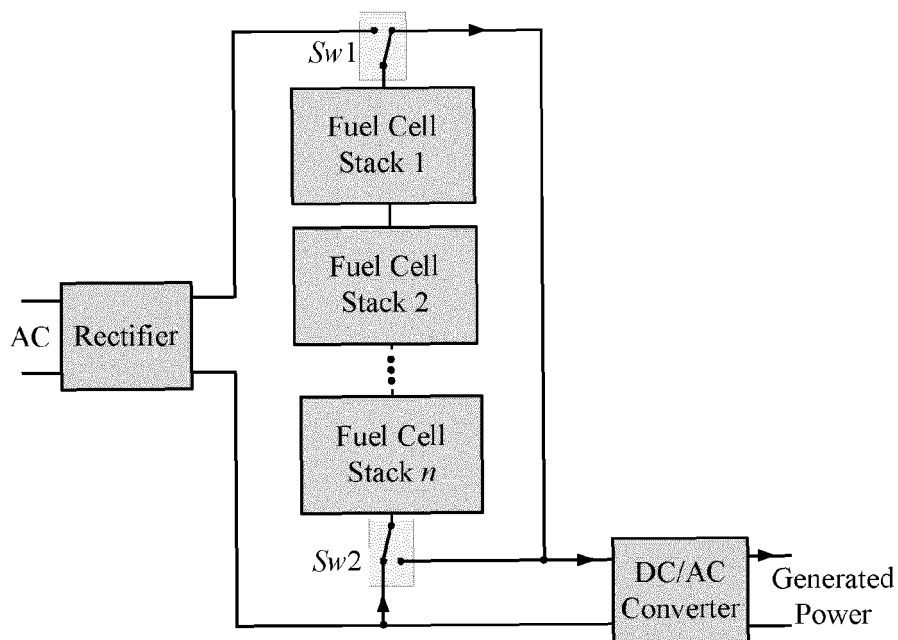 Sw1
Fuel Cell
Stack 1
Fuel Cell
Stack 2
AC
Rectifier
Fuel Cell
Stack n
Sw2
DC/AC
Converter
Generated
Power